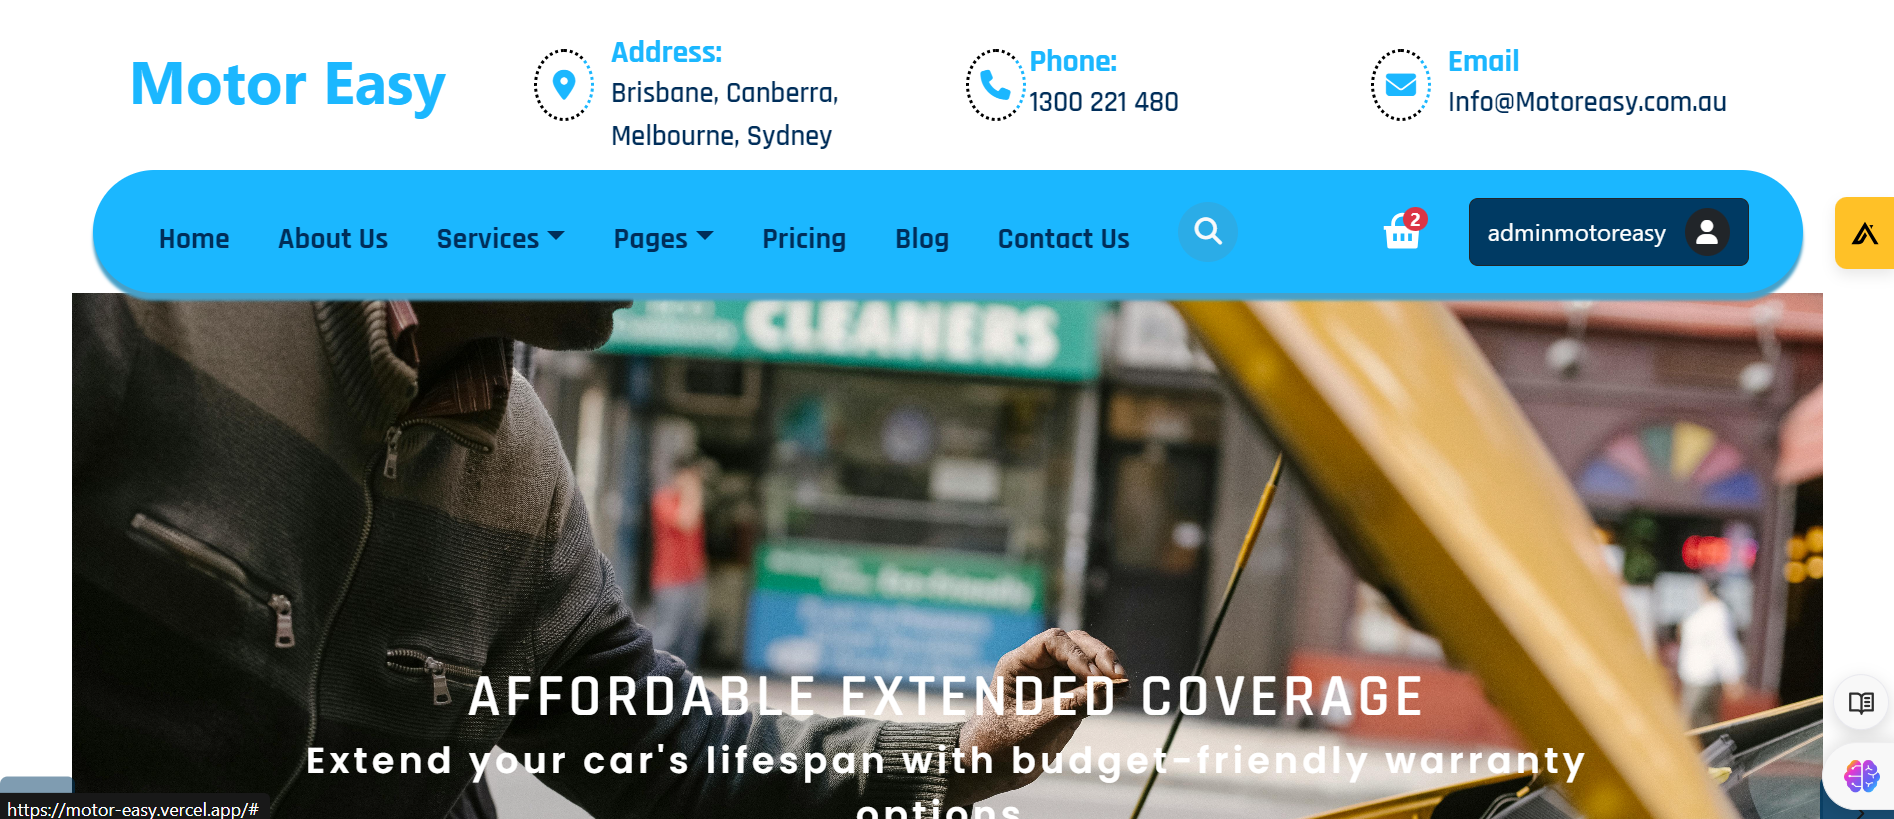 Motor Easy
Address:
Brisbane, Canberra,
Melbourne, Sydney
Phone:
1300 221 480
Email
Info@Motoreasy.com.au
Home
About Us
Services
Pages
Pricing
Blog
Contact Us
2
adminmotoreasy
CLEANERS
AFFORDABLE EXTENDED COVERAGE
Extend your car's lifespan with budget-friendly warranty
options
https://motor-easy.vercel.app/#